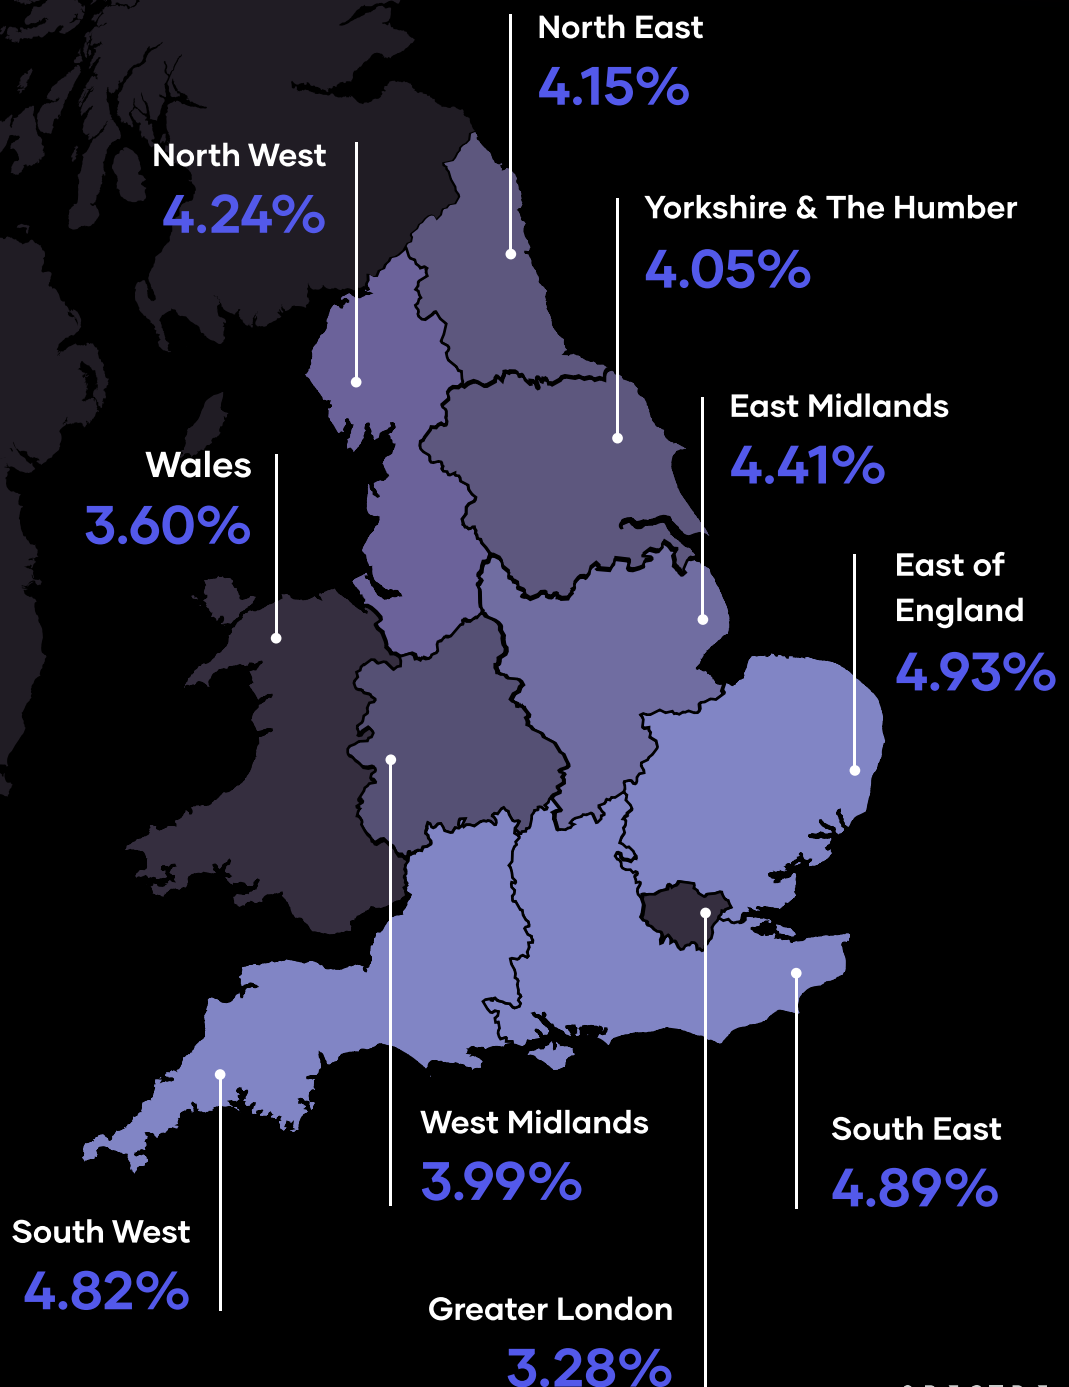 North East
4.15%
North West
4.24%
Yorkshire & The Humber
4.05%
East Midlands
4.41%
Wales
3.60%
East of
England
4.93%
West Midlands
3.99%
South East
4.89%
South West
4.82%
Greater London
3.28%